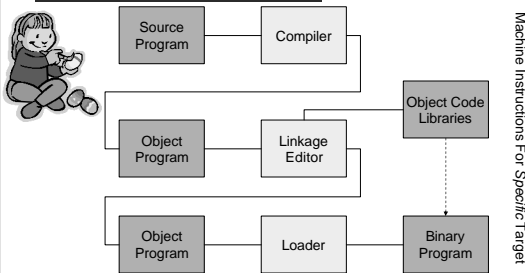 Source
Program
Compiler
Object Code
Libraries
Object
Program
Linkage
Editor
Object
Program
Loader
Binary
Program
Machine Instructions For Specific Target